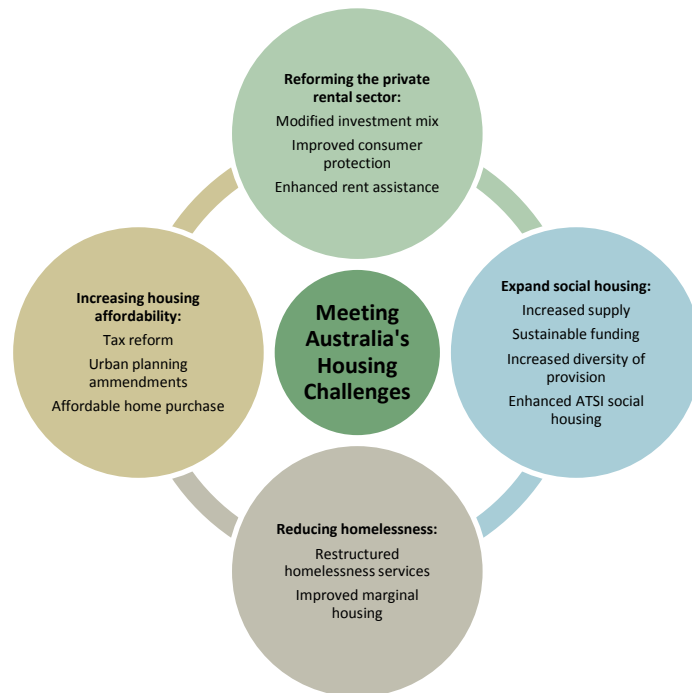 Reforming the private
rental sector:
Modified investment mix
Improved consumer
protection
Enhanced rent assistance
Increasing housing
affordability:
Tax reform
Urban planning
ammendments
Affordable home purchase
Meeting
Australia's
Housing
Challenges
Expand social housing:
Increased supply
Sustainable funding
Increased diversity of
provision
Enhanced ATSI social
housing
Reducing homelessness:
Restructured
homelessness services
Improved marginal
housing